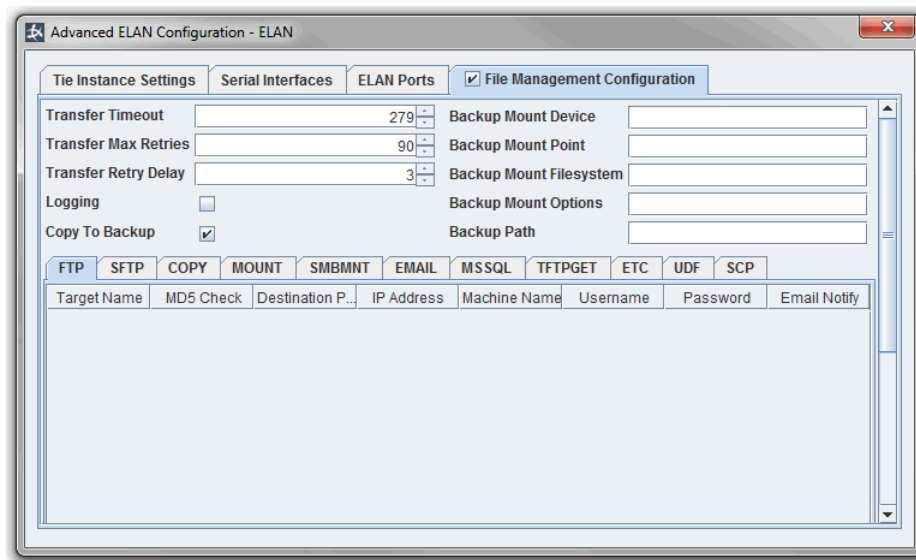 Advanced ELAN Configuration - ELAN
Tie Instance Settings Serial Interfaces ELAN Ports File Management Configuration
Transfer Timeout 279 Backup Mount Device
Transfer Max Retries 90 Backup Mount Point
Transfer Retry Delay 3 Backup Mount Filesystem
Logging Backup Mount Options
Copy To Backup Backup Path
FTP SFTP COPY MOUNT SMBMNT EMAIL MSSQL TFTPGET ETC UDF SCP
Target Name MD5 Check Destination P... IP Address Machine Name Username Password Email Notify